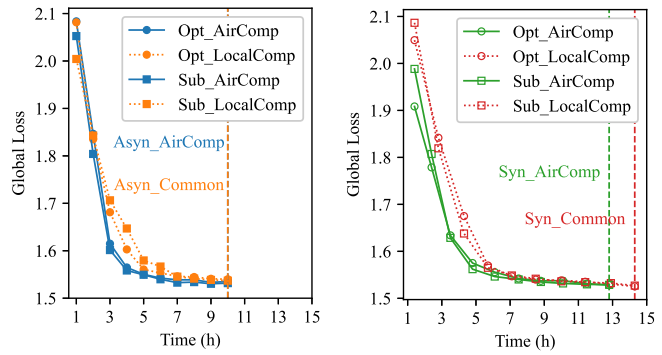 Global Loss
2.1
2.0
1.9
1.8
1.7
1.6
1.5
Opt_AirComp
Opt_LocalComp
Sub_AirComp
Sub_LocalComp
Asyn_AirComp
Asyn_Common
1 3 5 7 9 11 13 15
Time (h)
Global Loss
2.1
2.0
1.9
1.8
1.7
1.6
1.5
Opt_AirComp
Opt_LocalComp
Sub_AirComp
Sub_LocalComp
Syn_AirComp
Syn_Common
1 3 5 7 9 11 13 15
Time (h)